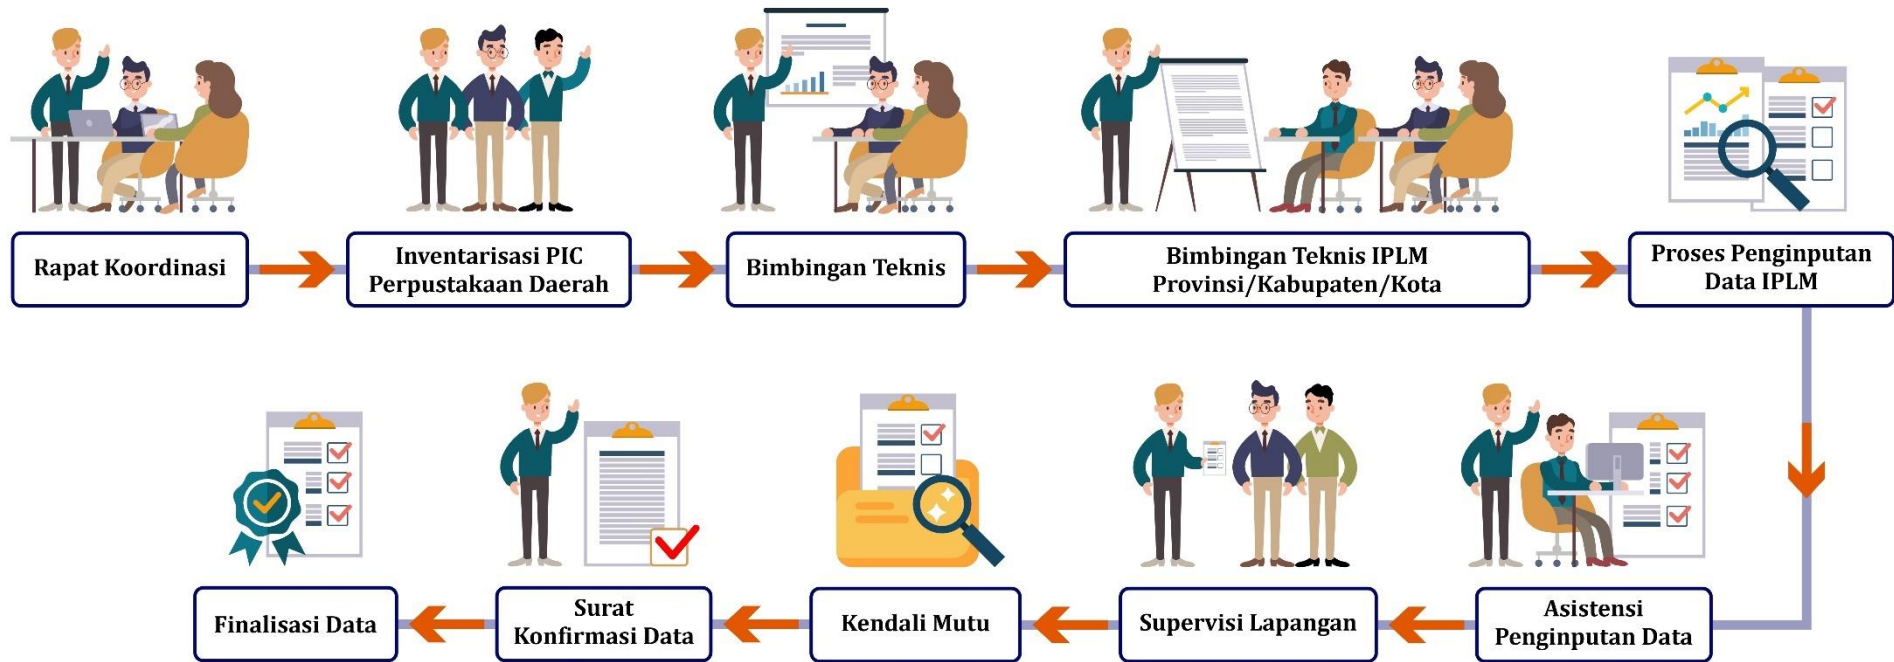 Rapat Koordinasi
Inventarisasi PIC
Perpustakaan Daerah
Bimbingan Teknis
Bimbingan Teknis IPLM
Provinsi/Kabupaten/Kota
Proses Penginputan
Data IPLM
Asistensi
Penginputan Data
Supervisi Lapangan
Kendali Mutu
Surat
Konfirmasi Data
Finalisasi Data